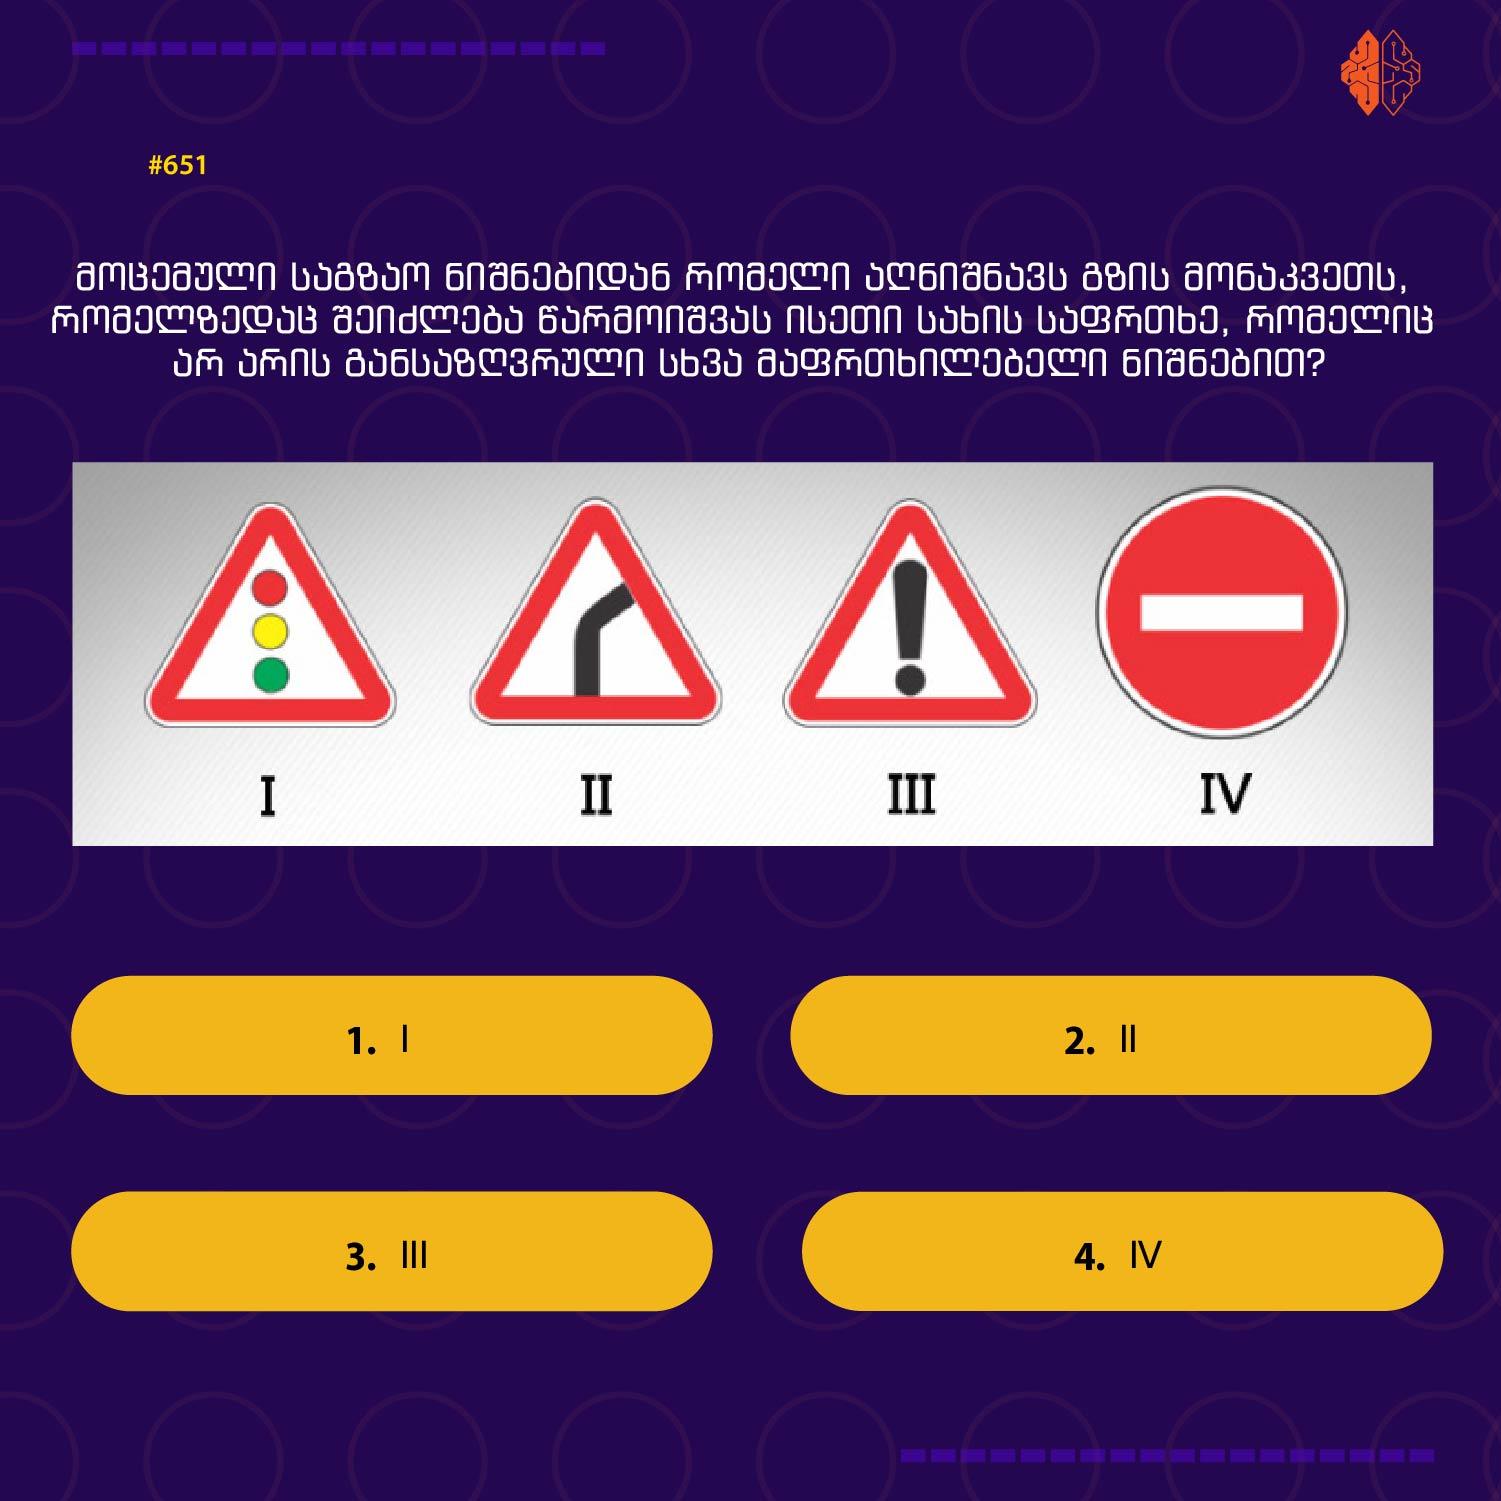 #651
მოცემული საგზაო ნიშნებიდან რომელი აღნიშნავს გზის მონაკვეთს,
რომელზედაც შეიძლება წარმოიშვას ისეთი სახის საფრთხე, რომელიც
არ არის განსაზღვრული სხვა მაფრთხილებელი ნიშნებით?
I II III IV
1. I
2. II
3. III
4. IV